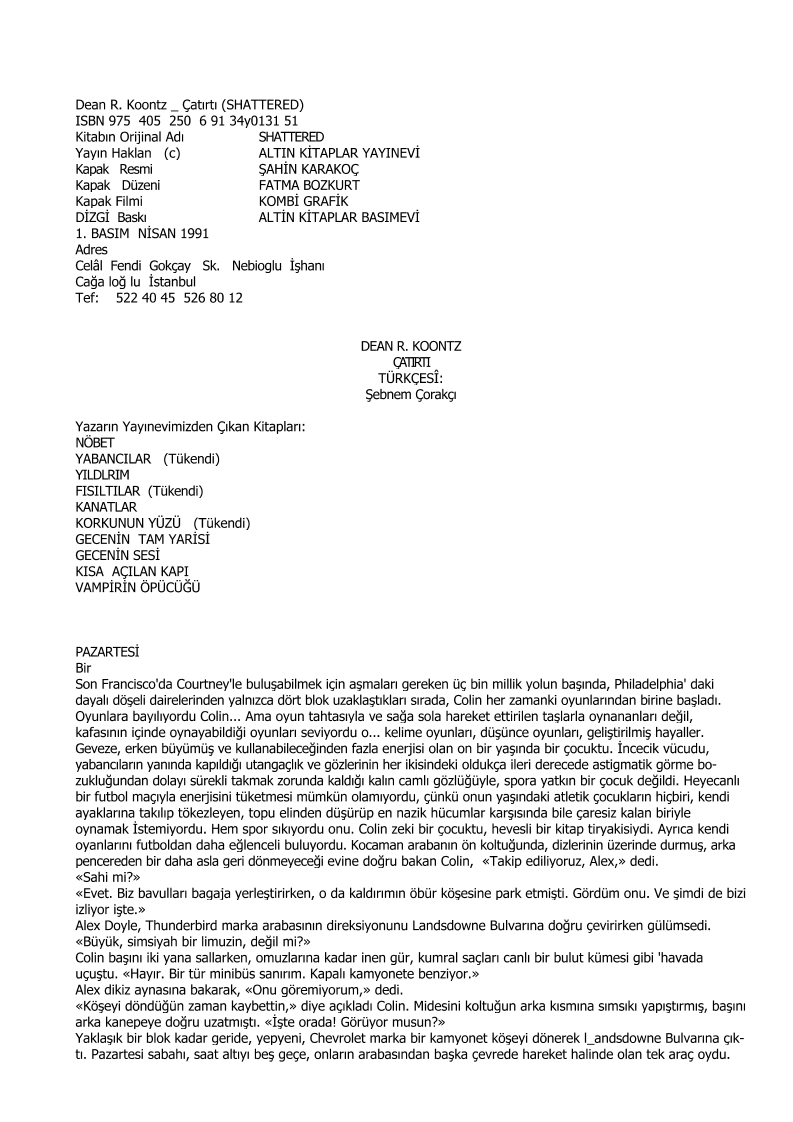 Dean R. Koontz _ Çatırtı (SHATTERED)
ISBN 975 405 250 6 91 34y0131 51
Kitabın Orijinal Adı SHATTERED
Yayın Haklan (c) ALTIN KİTAPLAR YAYINEVİ
Kapak Resmi ŞAHİN KARAKOÇ
Kapak Düzeni FATMA BOZKURT
Kapak Filmi KOMBİ GRAFİK
DİZGİ Baskı ALTİN KİTAPLAR BASIMEVİ
1. BASIM NİSAN 1991
Adres
Celâl Fendi Gokçay Sk. Nebioglu İşhanı
Cağa loğ lu İstanbul
Tef: 522 40 45 526 80 12
DEAN R. KOONTZ
ÇATIRTI
TÜRKÇESÎ:
Şebnem Çorakçı
Yazarın Yayınevimizden Çıkan Kitapları:
NÖBET
YABANCILAR (Tükendi)
YILDLRIM
FISILTILAR (Tükendi)
KANATLAR
KORKUNUN YÜZÜ (Tükendi)
GECENİN TAM YARİSİ
GECENİN SESİ
KISA AÇILAN KAPI
VAMPİRİN ÖPÜCÜĞÜ
PAZARTESİ
Bir
Son Francisco'da Courtney'le buluşabilmek için aşmaları gereken üç bin millik yolun başında, Philadelphia' daki
dayalı döşeli dairelerinden yalnızca dört blok uzaklaştıkları sırada, Colin her zamanki oyunlarından birine başladı.
Oyunlara bayılıyordu Colin... Ama oyun tahtasıyla ve sağa sola hareket ettirilen taşlarla oynananları değil,
kafasının içinde oynayabildiği oyunları seviyordu o... kelime oyunları, düşünce oyunları, geliştirilmiş hayaller.
Geveze, erken büyümüş ve kullanabileceğinden fazla enerjisi olan on bir yaşında bir çocuktu. İncecik vücudu,
yabancıların yanında kapıldığı utangaçlık ve gözlerinin her ikisindeki oldukça ileri derecede astigmatik görme bo-
zukluğundan dolayı sürekli takmak zorunda kaldığı kalın camlı gözlüğüyle, spora yatkın bir çocuk değildi. Heyecanlı
bir futbol maçıyla enerjisini tüketmesi mümkün olamıyordu, çünkü onun yaşındaki atletik çocukların hiçbiri, kendi
ayaklarına takılıp tökezleyen, topu elinden düşürüp en nazik hücumlar karşısında bile çaresiz kalan biriyle
oynamak İstemiyordu. Hem spor sıkıyordu onu. Colin zeki bir çocuktu, hevesli bir kitap tiryakisiydi. Ayrıca kendi
oyanlarını futboldan daha eğlenceli buluyordu. Kocaman arabanın ön koltuğunda, dizlerinin üzerinde durmuş, arka
pencereden bir daha asla geri dönmeyeceği evine doğru bakan Colin, «Takip ediliyoruz, Alex,» dedi.
«Sahi mi?»
«Evet. Biz bavulları bagaja yerleştirirken, o da kaldırımın öbür köşesine park etmişti. Gördüm onu. Ve şimdi de bizi
izliyor işte.»
Alex Doyle, Thunderbird marka arabasının direksiyonunu Landsdowne Bulvarına doğru çevirirken gülümsedi.
«Büyük, simsiyah bir limuzin, değil mi?»
Colin başını iki yana sallarken, omuzlarına kadar inen gür, kumral saçları canlı bir bulut kümesi gibi 'havada
uçuştu. «Hayır. Bir tür minibüs sanırım. Kapalı kamyonete benziyor.»
Alex dikiz aynasına bakarak, «Onu göremiyorum,» dedi.
«Köşeyi döndüğün zaman kaybettin,» diye açıkladı Colin. Midesini koltuğun arka kısmına sımsıkı yapıştırmış, başını
arka kanepeye doğru uzatmıştı. «İşte orada! Görüyor musun?»
Yaklaşık bir blok kadar geride, yepyeni, Chevrolet marka bir kamyonet köşeyi dönerek l_andsdowne Bulvarına çık-
tı. Pazartesi sabahı, saat altıyı beş geçe, onların arabasından başka çevrede hareket halinde olan tek araç oydu.